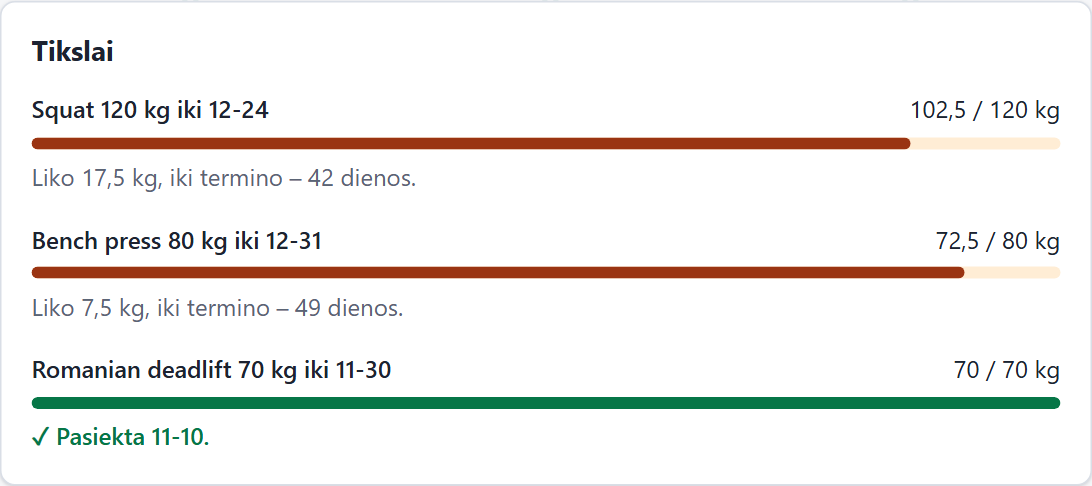 Tikslai
Squat 120 kg iki 12-24
102,5 / 120 kg
Liko 17,5 kg, iki termino – 42 dienos.
Bench press 80 kg iki 12-31
72,5 / 80 kg
Liko 7,5 kg, iki termino – 49 dienos.
Romanian deadlift 70 kg iki 11-30
70 / 70 kg
✓ Pasiekta 11-10.